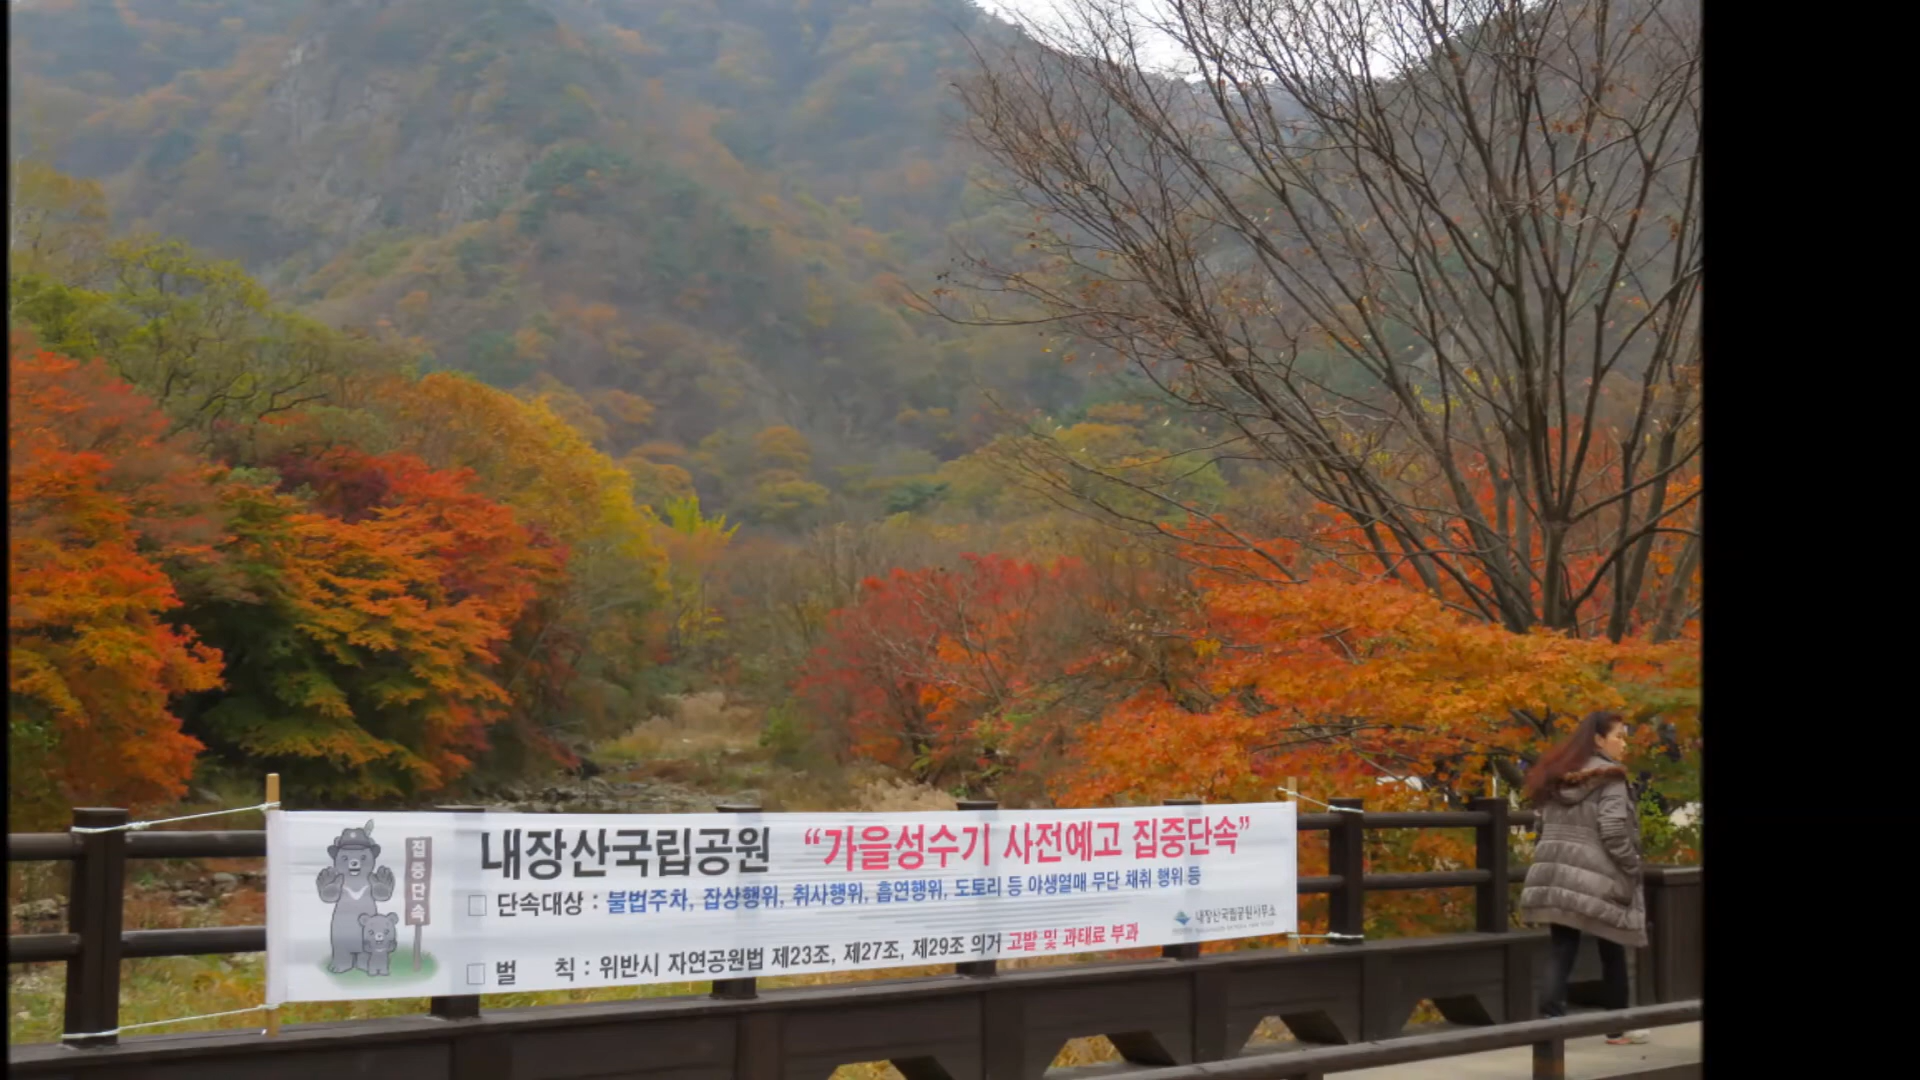 집중단속
내장산국립공원 “가을성수기 사전예고 집중단속”
□ 단속대상 : 불법주차, 잡상행위, 취사행위, 흡연행위, 도토리 등 야생열매 무단 채취 행위 등
□ 벌 칙 : 위반시 자연공원법 제23조, 제27조, 제29조 의거 고발 및 과태료 부과
내장산국립공원사무소